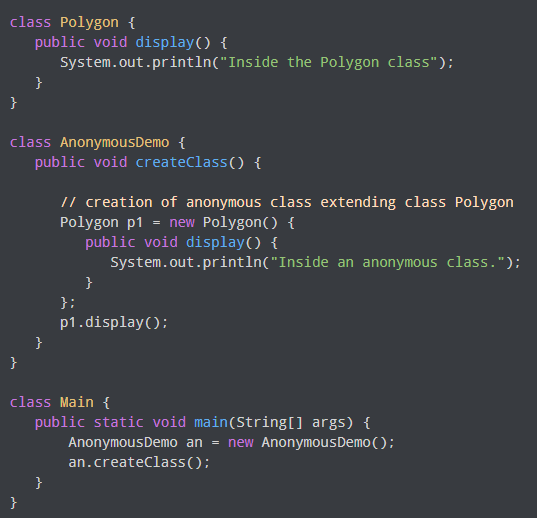 class Polygon {
   public void display() {
      System.out.println("Inside the Polygon class");
   }
}

class AnonymousDemo {
   public void createClass() {

      // creation of anonymous class extending class Polygon
      Polygon p1 = new Polygon() {
         public void display() {
            System.out.println("Inside an anonymous class.");
         }
      };
      p1.display();
   }
}

class Main {
   public static void main(String[] args) {
       AnonymousDemo an = new AnonymousDemo();
       an.createClass();
   }
}